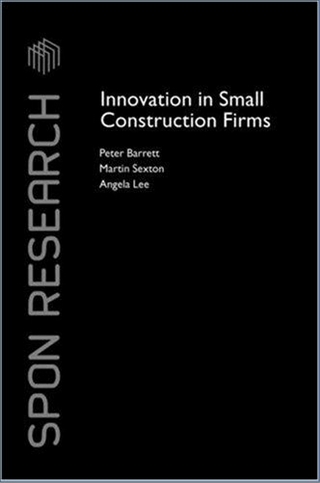 Innovation in Small
Construction Firms
Peter Barrett
Martin Sexton
Angela Lee
SPON RESEARCH